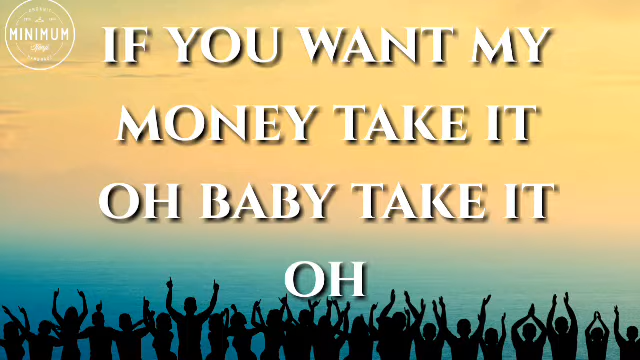 MINIMUM
IF YOU WANT MY
MONEY TAKE IT
OH BABY TAKE IT
OH